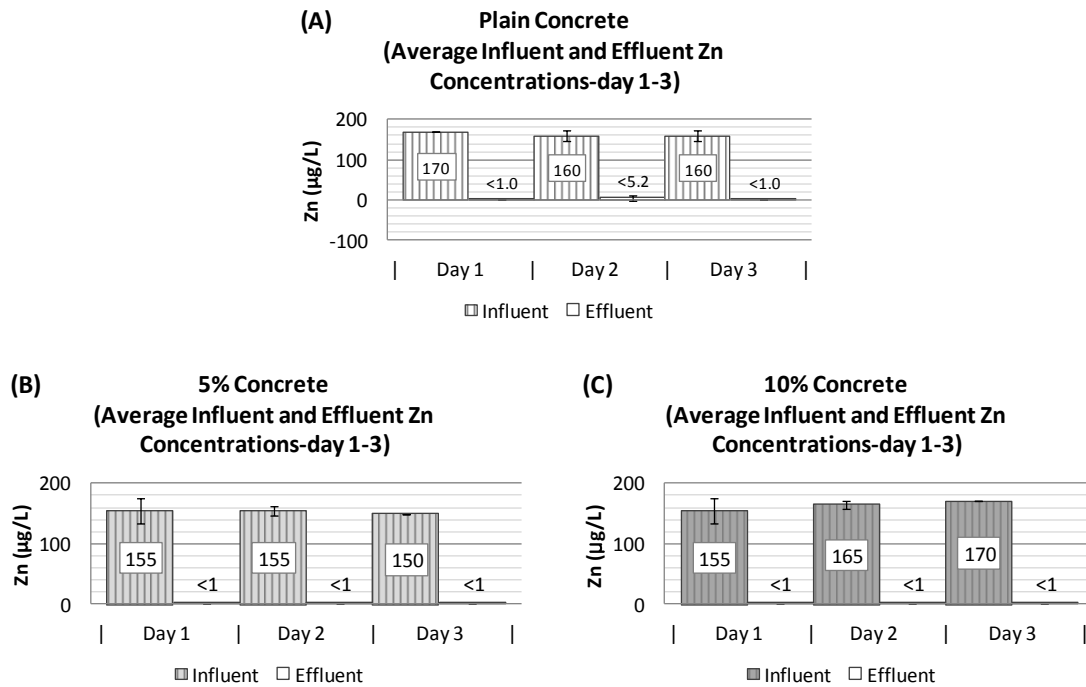 (A) Plain Concrete
(Average Influent and Effluent Zn
Concentrations-day 1-3)
Zn (µg/L)
200
100
0
-100
170
<1.0
160
<5.2
160
<1.0
| Day 1 | Day 2 | Day 3 |
Influent Effluent
(B) 5% Concrete
(Average Influent and Effluent Zn
Concentrations-day 1-3)
Zn (µg/L)
200
100
0
155
<1
155
<1
150
<1
| Day 1 | Day 2 | Day 3 |
Influent Effluent
(C) 10% Concrete
(Average Influent and Effluent Zn
Concentrations-day 1-3)
Zn (µg/L)
200
100
0
155
<1
165
<1
170
<1
| Day 1 | Day 2 | Day 3 |
Influent Effluent